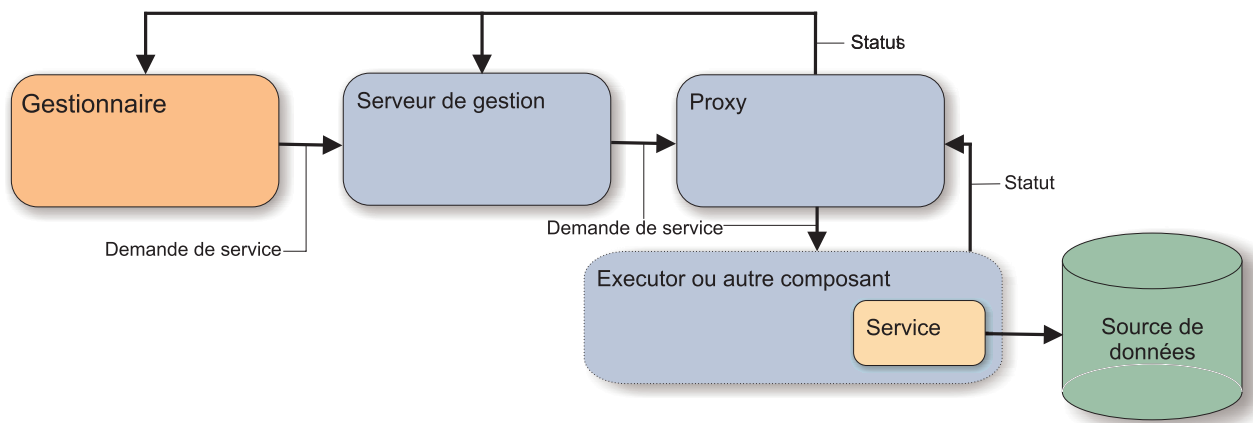 Statut
Gestionnaire
Serveur de gestion
Proxy
Statut
Demande de service
Demande de service
Executor ou autre composant
Service
Source de
données